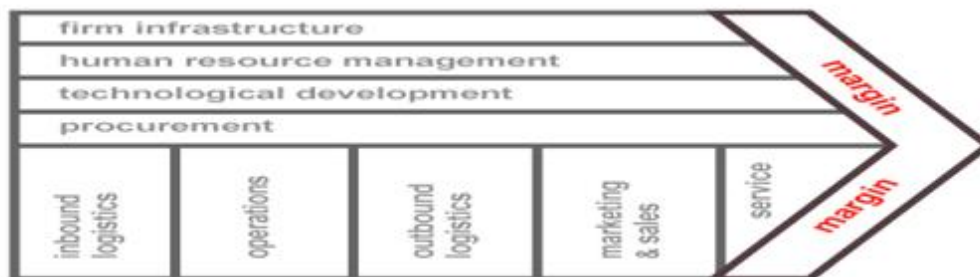 firm infrastructure
human resource management
technological development
procurement
inbound
logistics
operations
outbound
logistics
marketing
& sales
service
margin
margin